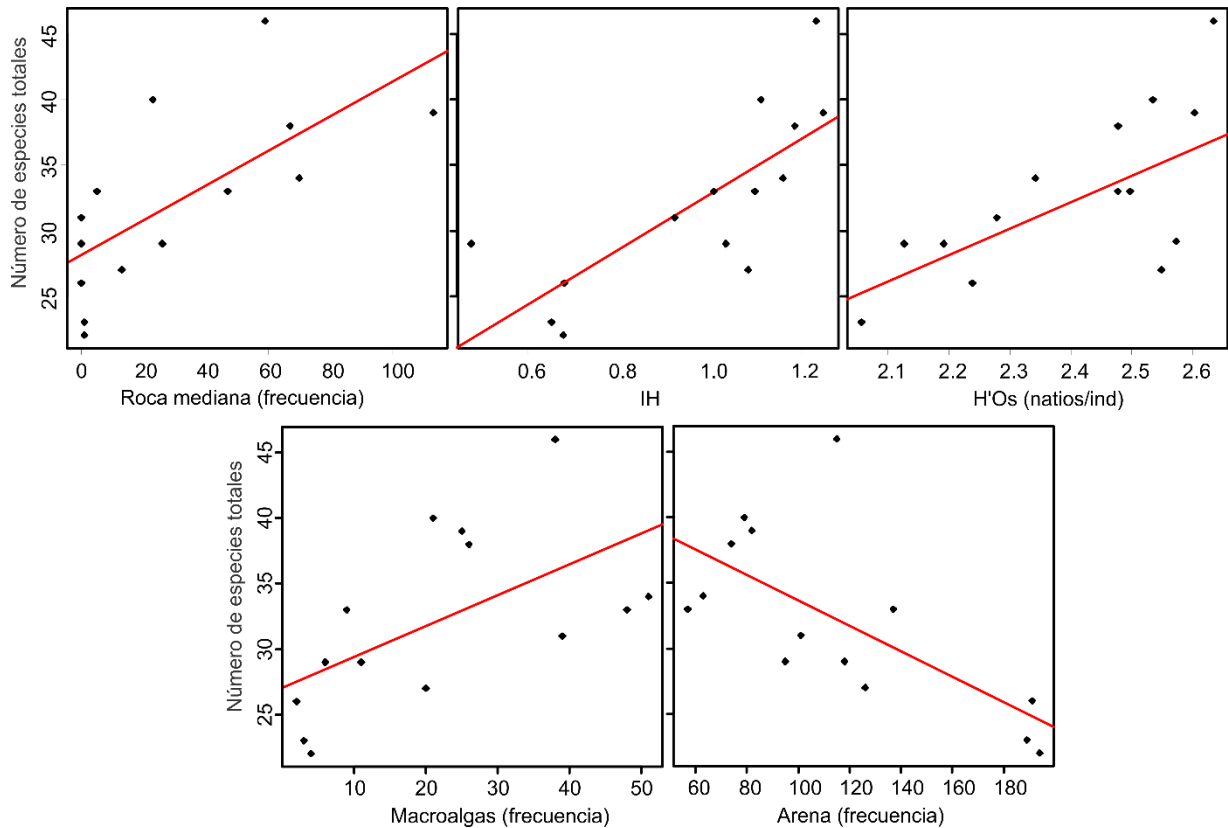 Número de especies totales
45
40
35
30
25
0 20 40 60 80 100
0.6 0.8 1.0 1.2
2.1 2.2 2.3 2.4 2.5 2.6
Roca mediana (frecuencia)
IH
H'Os (natios/ind)
Número de especies totales
45
40
35
30
25
10 20 30 40 50
60 80 100 120 140 160 180
Macroalgas (frecuencia)
Arena (frecuencia)